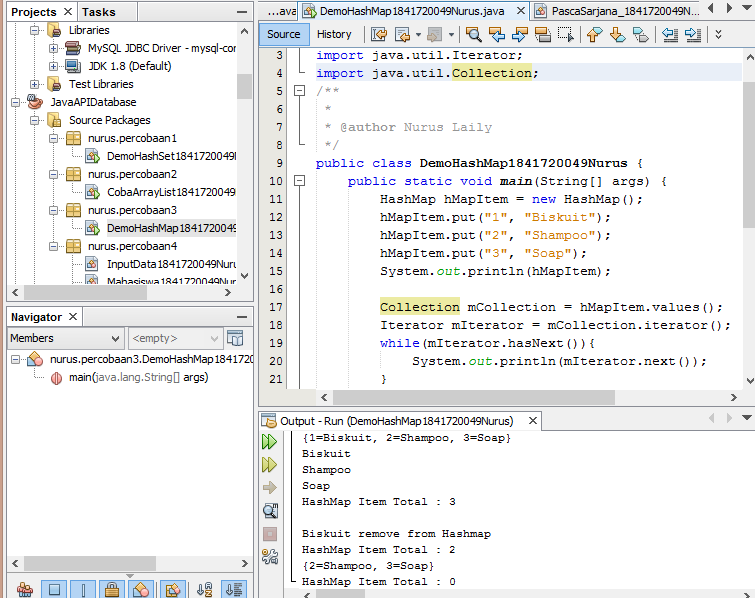 Projects Tasks
Libraries
MySQL JDBC Driver - mysql-cor
JDK 1.8 (Default)
Test Libraries
JavaAPIDatabase
Source Packages
nurus.percobaan1
DemoHashSet1841720049
nurus.percobaan2
CobaArrayList1841720049
nurus.percobaan3
DemoHashMap1841720049
nurus.percobaan4
InputData1841720049Nuru
Mahasiswa1841720049Nuru
Navigator
Members <empty>
nurus.percobaan3.DemoHashMap184172
main(java.lang.String[] args)
...ava DemoHashMap1841720049Nurus.java PascaSarjana_1841720049N...
Source History
3 import java.util.Iterator;
4 import java.util.Collection;
5 /**
6 *
7 * @author Nurus Laily
8 */
9 public class DemoHashMap1841720049Nurus {
10 public static void main(String[] args) {
11 HashMap hMapItem = new HashMap();
12 hMapItem.put("1", "Biskuit");
13 hMapItem.put("2", "Shampoo");
14 hMapItem.put("3", "Soap");
15 System.out.println(hMapItem);
16
17 Collection mCollection = hMapItem.values();
18 Iterator mIterator = mCollection.iterator();
19 while(mIterator.hasNext()){
20 System.out.println(mIterator.next());
21 }
Output - Run (DemoHashMap1841720049Nurus)
{1=Biskuit, 2=Shampoo, 3=Soap}
Biskuit
Shampoo
Soap
HashMap Item Total : 3
Biskuit remove from Hashmap
HashMap Item Total : 2
{2=Shampoo, 3=Soap}
HashMap Item Total : 0